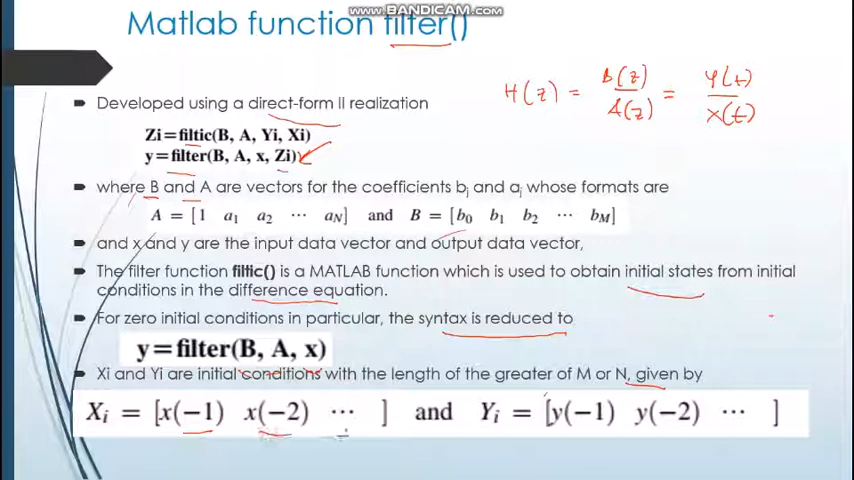 www.BANDICAM.com
Matlab function filter()
H(z) = B(z)/A(z) = Y(t)/X(t)
Developed using a direct-form II realization
Zi=filtic(B, A, Yi, Xi)
y=filter(B, A, x, Zi)
where B and A are vectors for the coefficients bj and aj whose formats are
A = [1 a1 a2 ⋯ aN] and B = [b0 b1 b2 ⋯ bM]
and x and y are the input data vector and output data vector,
The filter function filtic() is a MATLAB function which is used to obtain initial states from initial
conditions in the difference equation.
For zero initial conditions in particular, the syntax is reduced to
y=filter(B, A, x)
Xi and Yi are initial conditions with the length of the greater of M or N, given by
Xi = [x(−1) x(−2) ⋯ ] and Yi = [y(−1) y(−2) ⋯ ]